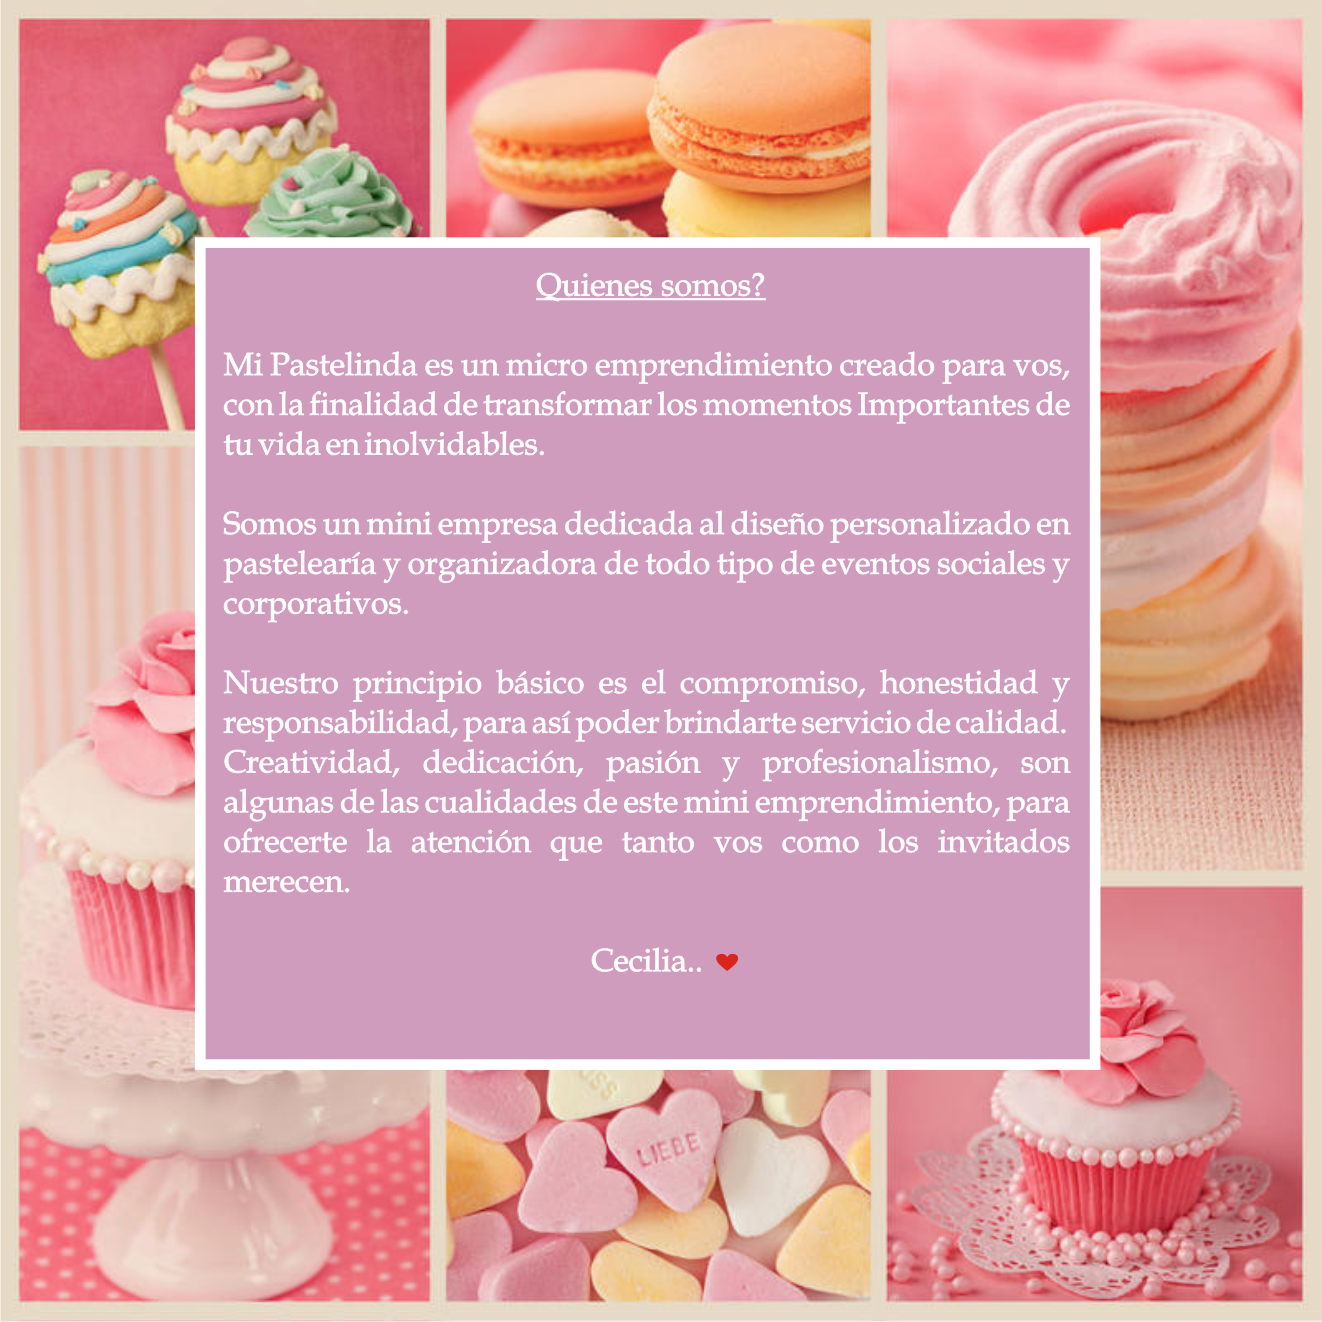 Quienes somos?
Mi Pastelinda es un micro emprendimiento creado para vos,
con la finalidad de transformar los momentos Importantes de
tu vida en inolvidables.
Somos un mini empresa dedicada al diseño personalizado en
pastelearía y organizadora de todo tipo de eventos sociales y
corporativos.
Nuestro principio básico es el compromiso, honestidad y
responsabilidad, para así poder brindarte servicio de calidad.
Creatividad, dedicación, pasión y profesionalismo, son
algunas de las cualidades de este mini emprendimiento, para
ofrecerte la atención que tanto vos como los invitados
merecen.
Cecilia.. ❤
LIEBE